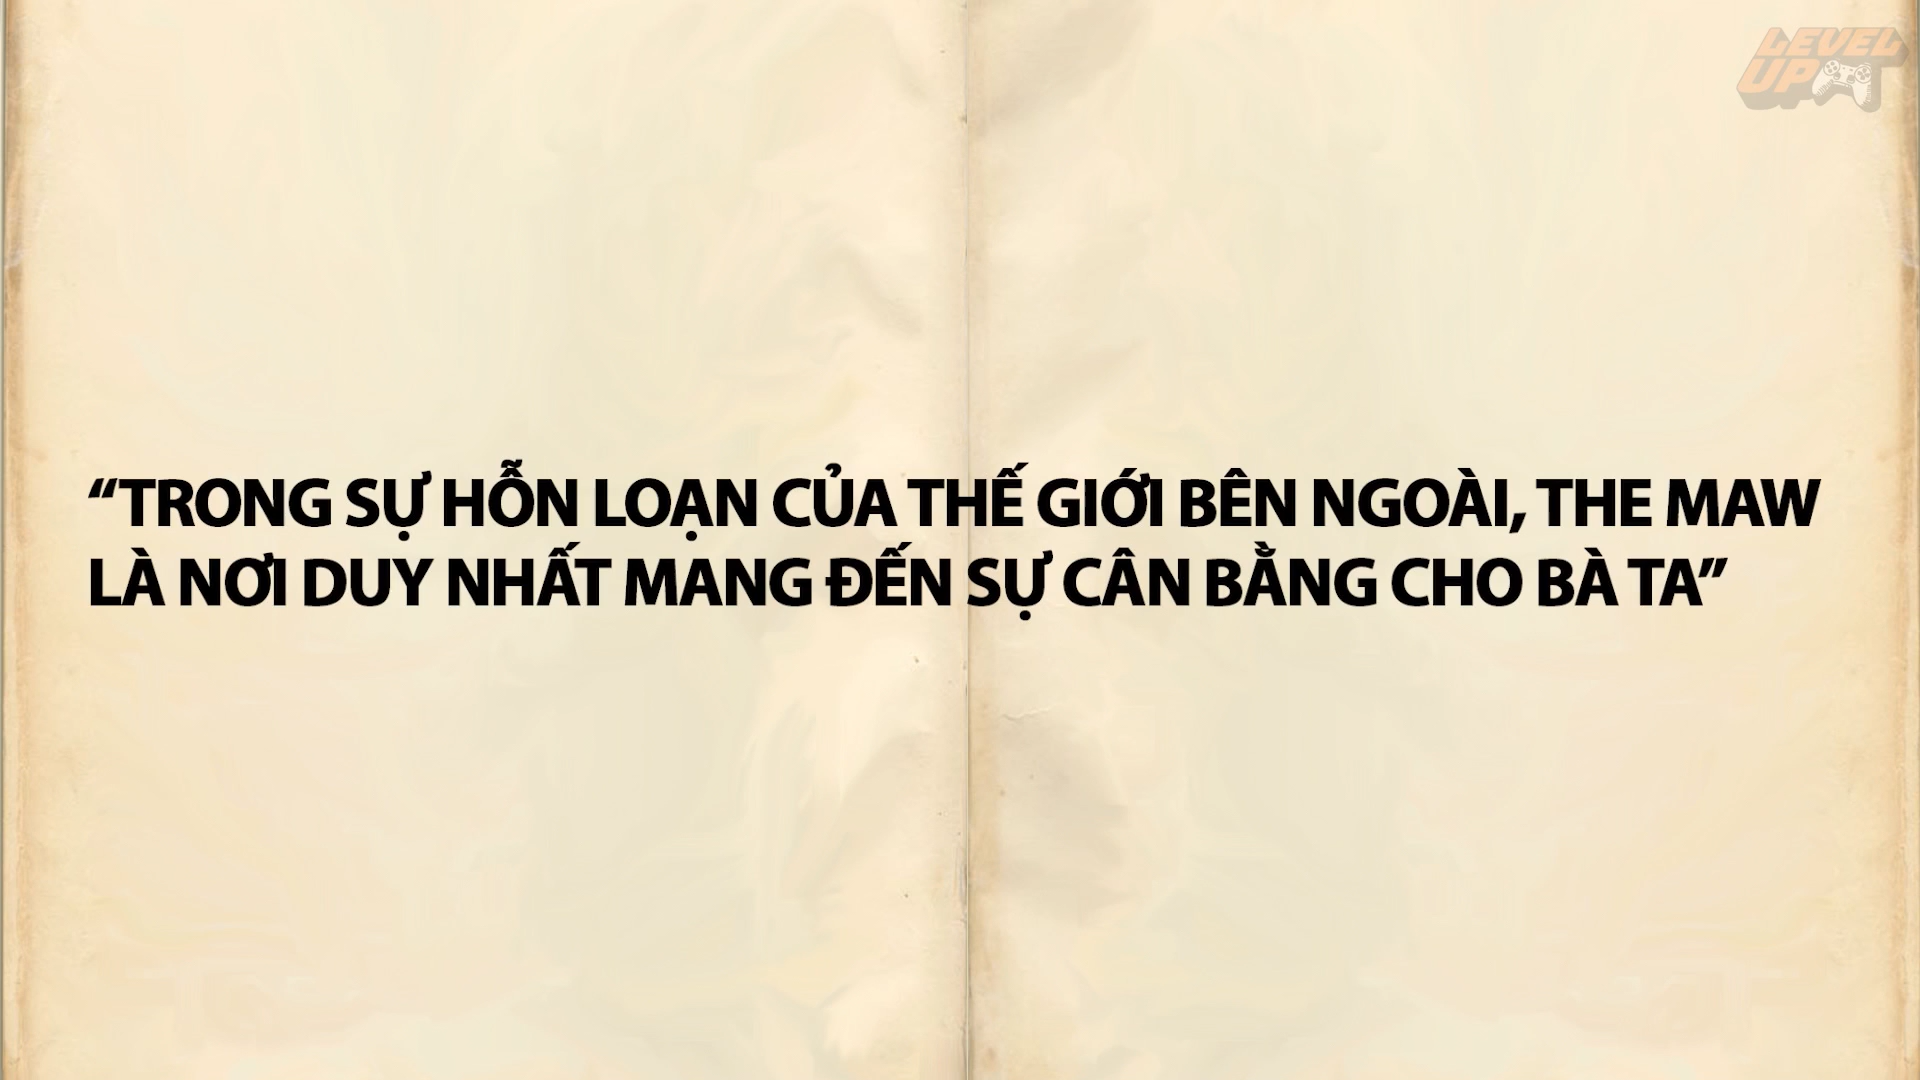 LEVEL
UP
“TRONG SỰ HỖN LOẠN CỦA THẾ GIỚI BÊN NGOÀI, THE MAW
LÀ NƠI DUY NHẤT MANG ĐẾN SỰ CÂN BẰNG CHO BÀ TA”